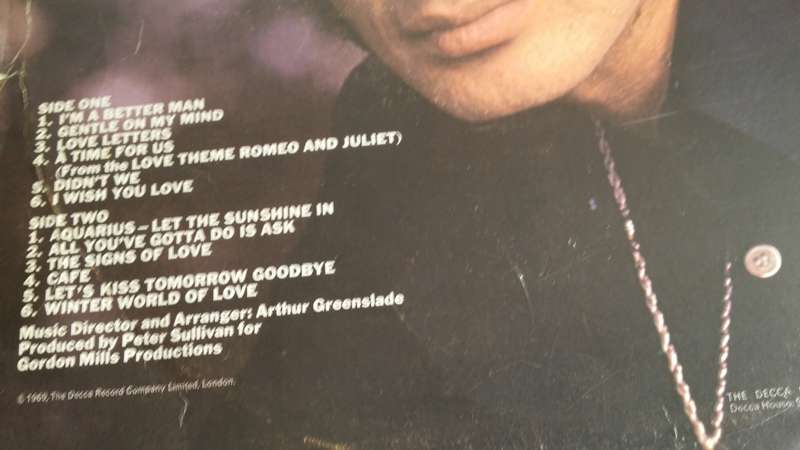 SIDE ONE
1. I'M A BETTER MAN
2. GENTLE ON MY MIND
3. LOVE LETTERS
4. A TIME FOR US
(From the LOVE THEME ROMEO AND JULIET)
5. DIDN'T WE
6. I WISH YOU LOVE
SIDE TWO
1. AQUARIUS – LET THE SUNSHINE IN
2. ALL YOU'VE GOTTA DO IS ASK
3. THE SIGNS OF LOVE
4. CAFE
5. LET'S KISS TOMORROW GOODBYE
6. WINTER WORLD OF LOVE
Music Director and Arranger: Arthur Greenslade
Produced by Peter Sullivan for
Gordon Mills Productions
© 1969, The Decca Record Company Limited, London.
THE DECCA
Decca House